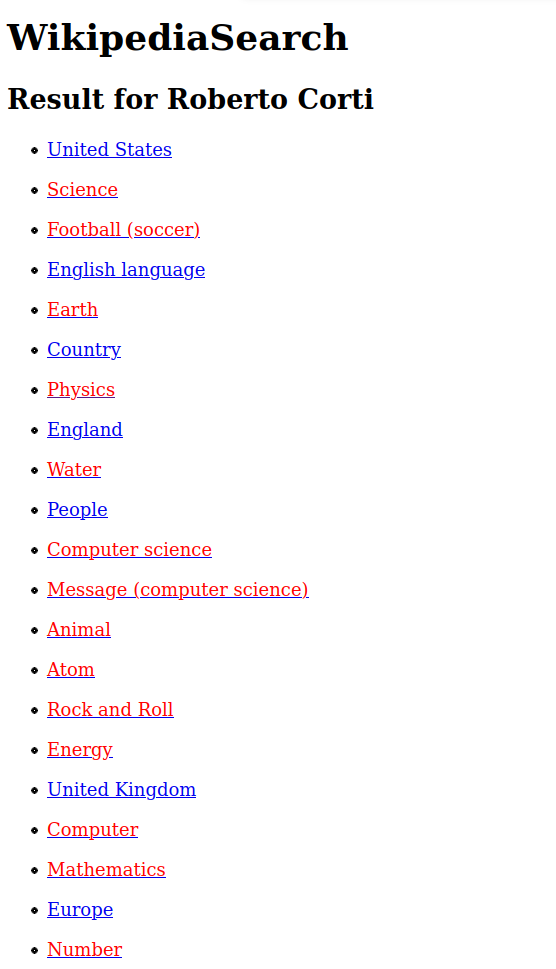 WikipediaSearch
Result for Roberto Corti
United States
Science
Football (soccer)
English language
Earth
Country
Physics
England
Water
People
Computer science
Message (computer science)
Animal
Atom
Rock and Roll
Energy
United Kingdom
Computer
Mathematics
Europe
Number